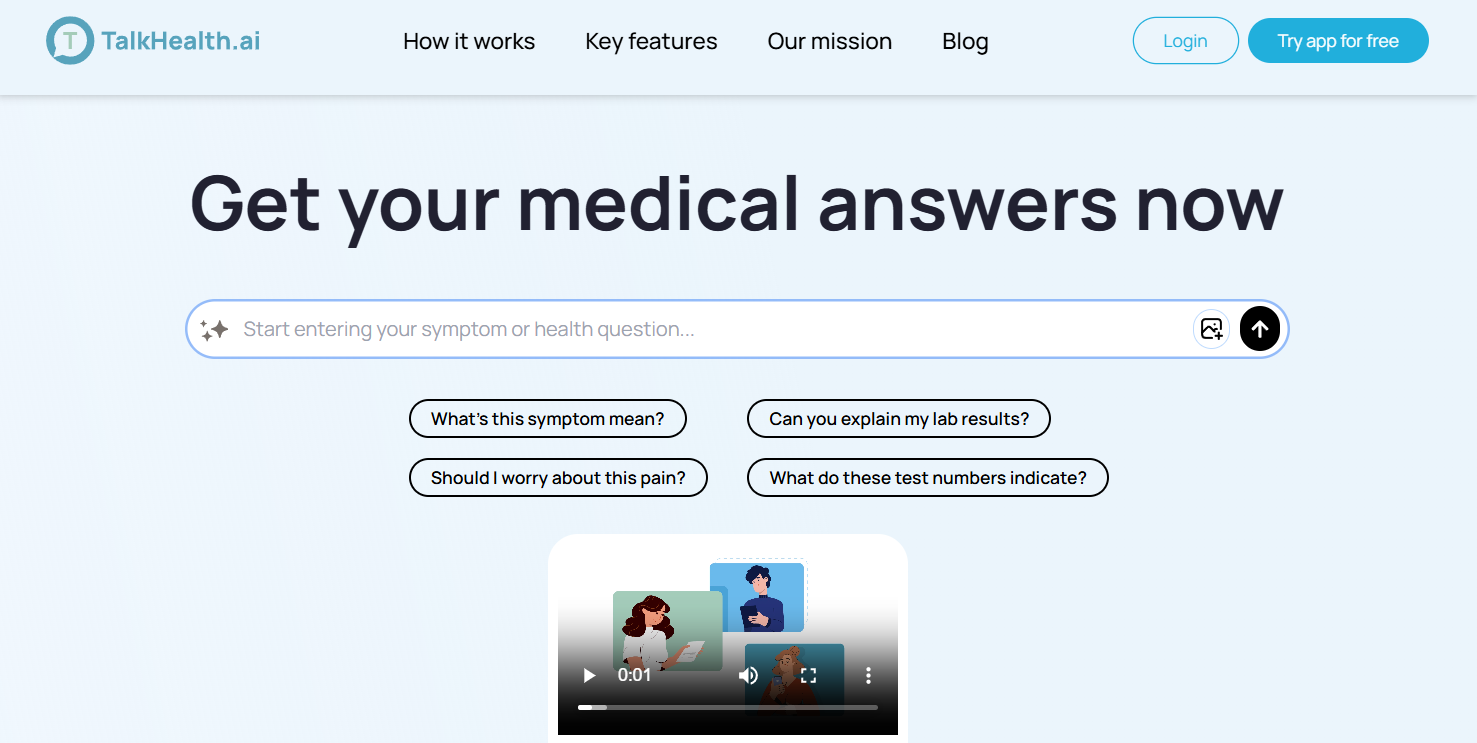 T TalkHealth.ai
How it works
Key features
Our mission
Blog
Login
Try app for free
Get your medical answers now
Start entering your symptom or health question...
What's this symptom mean?
Can you explain my lab results?
Should I worry about this pain?
What do these test numbers indicate?
0:01